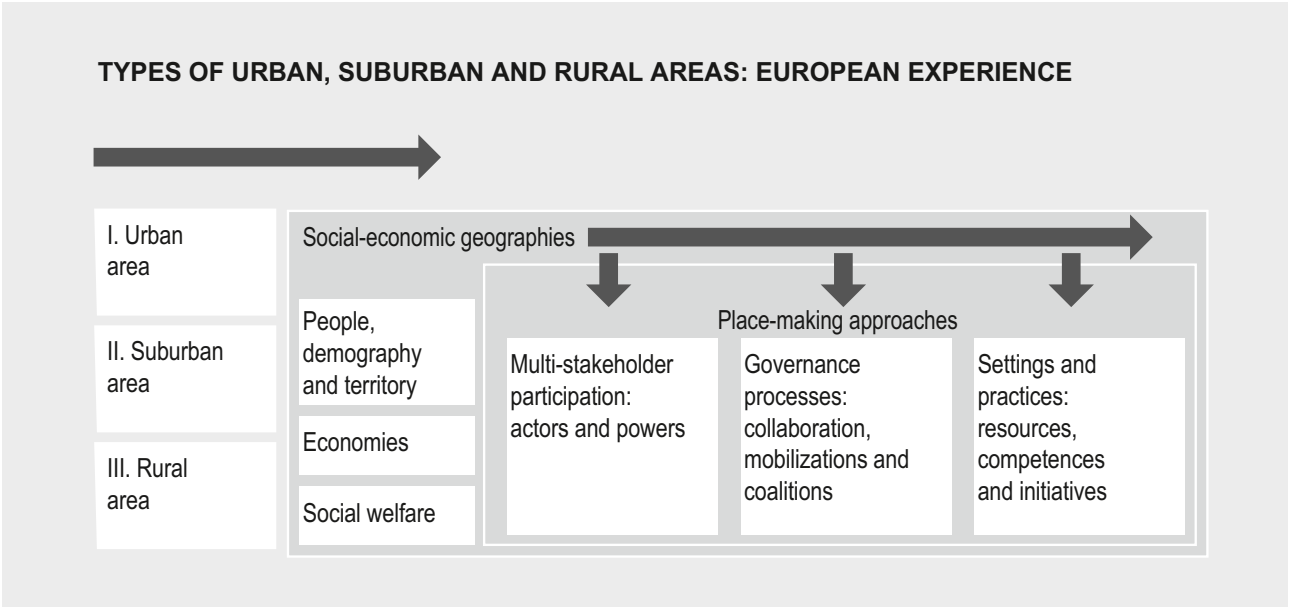 TYPES OF URBAN, SUBURBAN AND RURAL AREAS: EUROPEAN EXPERIENCE
I. Urban
area
II. Suburban
area
III. Rural
area
Social-economic geographies
People,
demography
and territory
Economies
Social welfare
Place-making approaches
Multi-stakeholder
participation:
actors and powers
Governance
processes:
collaboration,
mobilizations and
coalitions
Settings and
practices:
resources,
competences
and initiatives